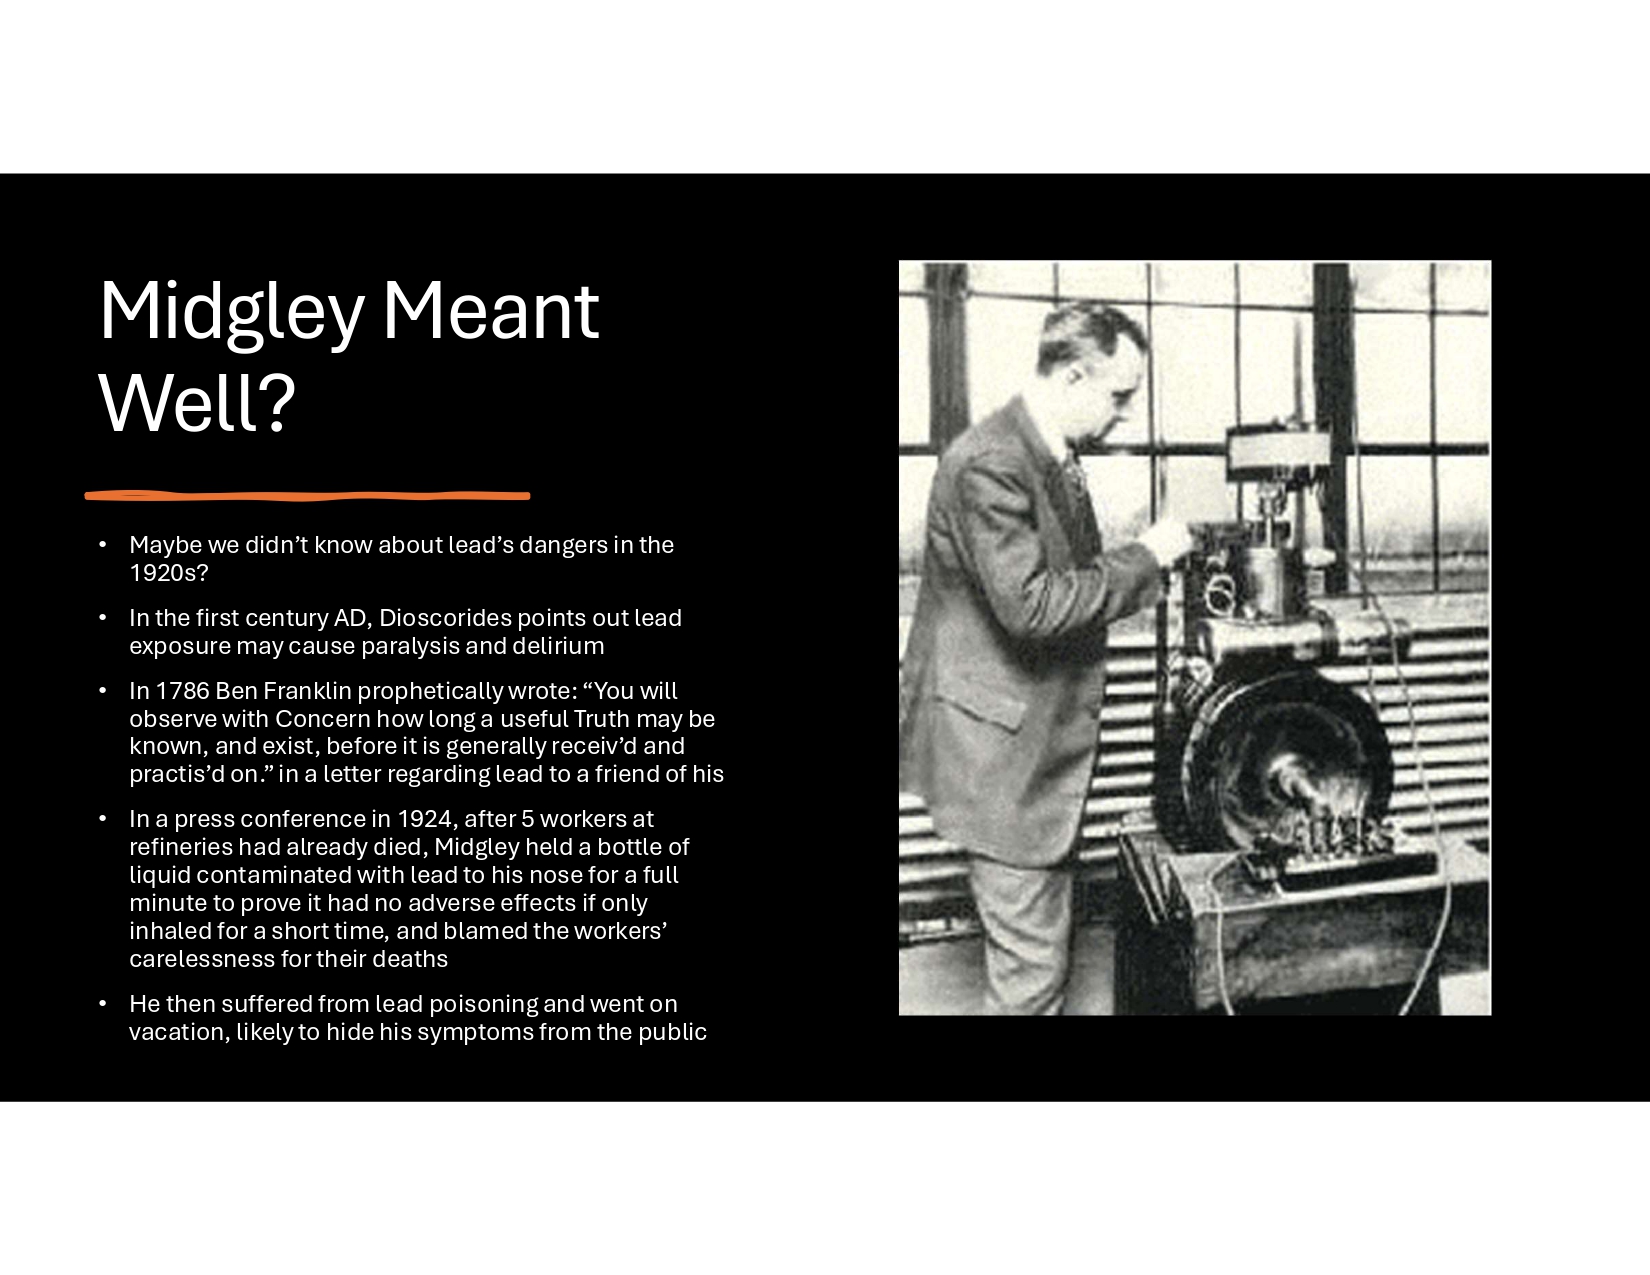 Midgley Meant
Well?
• Maybe we didn’t know about lead’s dangers in the
1920s?
• In the first century AD, Dioscorides points out lead
exposure may cause paralysis and delirium
• In 1786 Ben Franklin prophetically wrote: “You will
observe with Concern how long a useful Truth may be
known, and exist, before it is generally receiv’d and
practis’d on.” in a letter regarding lead to a friend of his
• In a press conference in 1924, after 5 workers at
refineries had already died, Midgley held a bottle of
liquid contaminated with lead to his nose for a full
minute to prove it had no adverse effects if only
inhaled for a short time, and blamed the workers’
carelessness for their deaths
• He then suffered from lead poisoning and went on
vacation, likely to hide his symptoms from the public